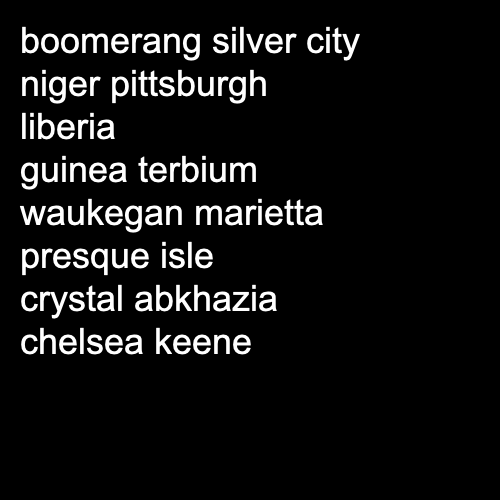 boomerang silver city
niger pittsburgh
liberia
guinea terbium
waukegan marietta
presque isle
crystal abkhazia
chelsea keene